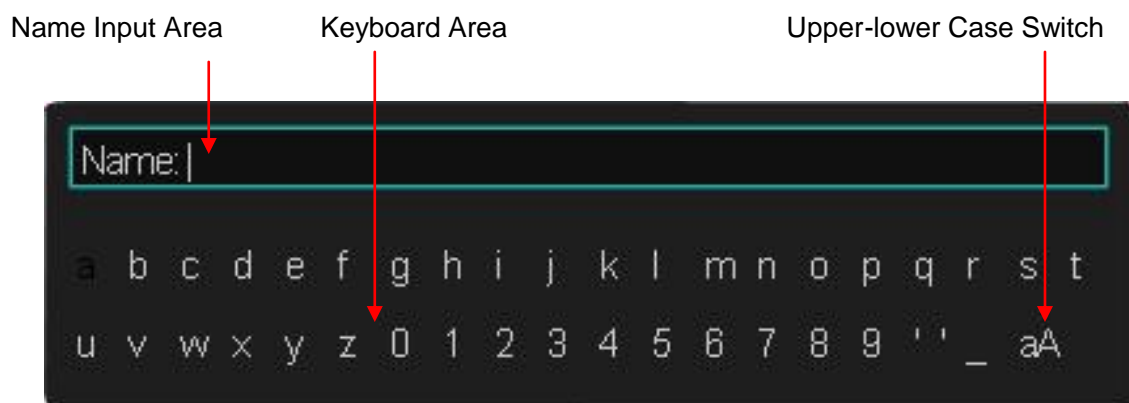 Name Input Area Keyboard Area Upper-lower Case Switch
Name:
a b c d e f g h i j k l m n o p q r s t
u v w x y z 0 1 2 3 4 5 6 7 8 9 ' ' _ aA